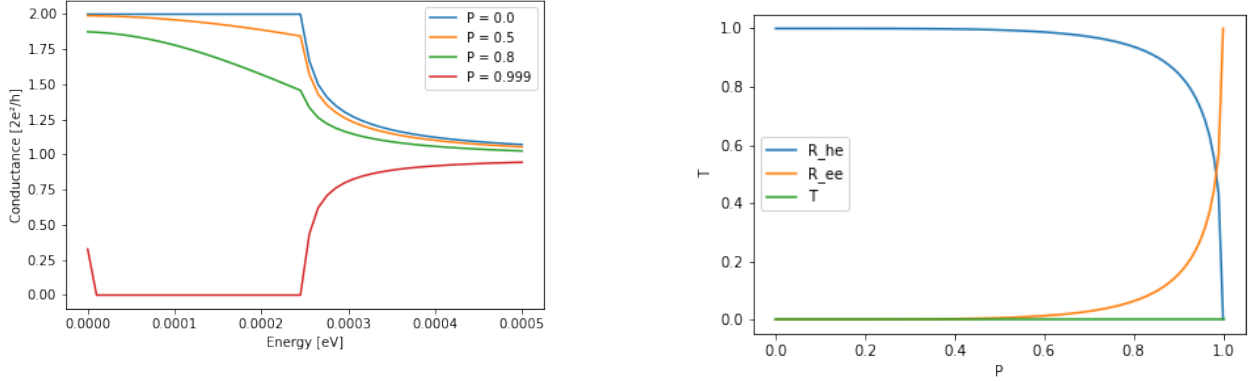 2.00
1.75
1.50
1.25
1.00
0.75
0.50
0.25
0.00
Conductance [2e²/h]
P = 0.0
P = 0.5
P = 0.8
P = 0.999
0.0000 0.0001 0.0002 0.0003 0.0004 0.0005
Energy [eV]
1.0
0.8
0.6
0.4
0.2
0.0
T
R_he
R_ee
T
0.0 0.2 0.4 0.6 0.8 1.0
P